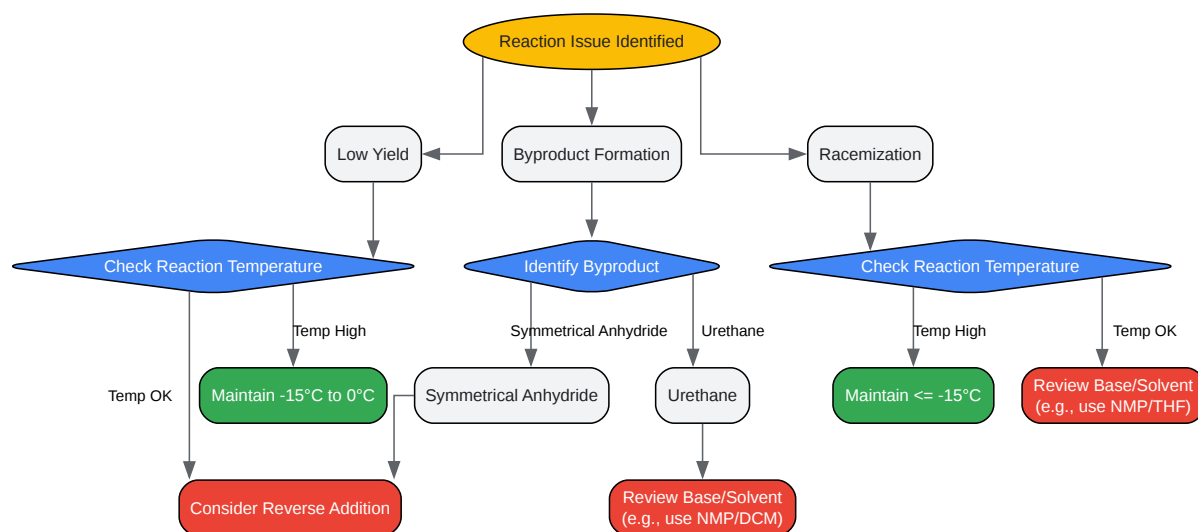 Reaction Issue Identified
Low Yield
Byproduct Formation
Racemization
Check Reaction Temperature
Identify Byproduct
Check Reaction Temperature
Temp High
Symmetrical Anhydride
Urethane
Temp High
Temp OK
Temp OK
Maintain -15°C to 0°C
Symmetrical Anhydride
Urethane
Maintain <= -15°C
Review Base/Solvent
(e.g., use NMP/THF)
Consider Reverse Addition
Review Base/Solvent
(e.g., use NMP/DCM)